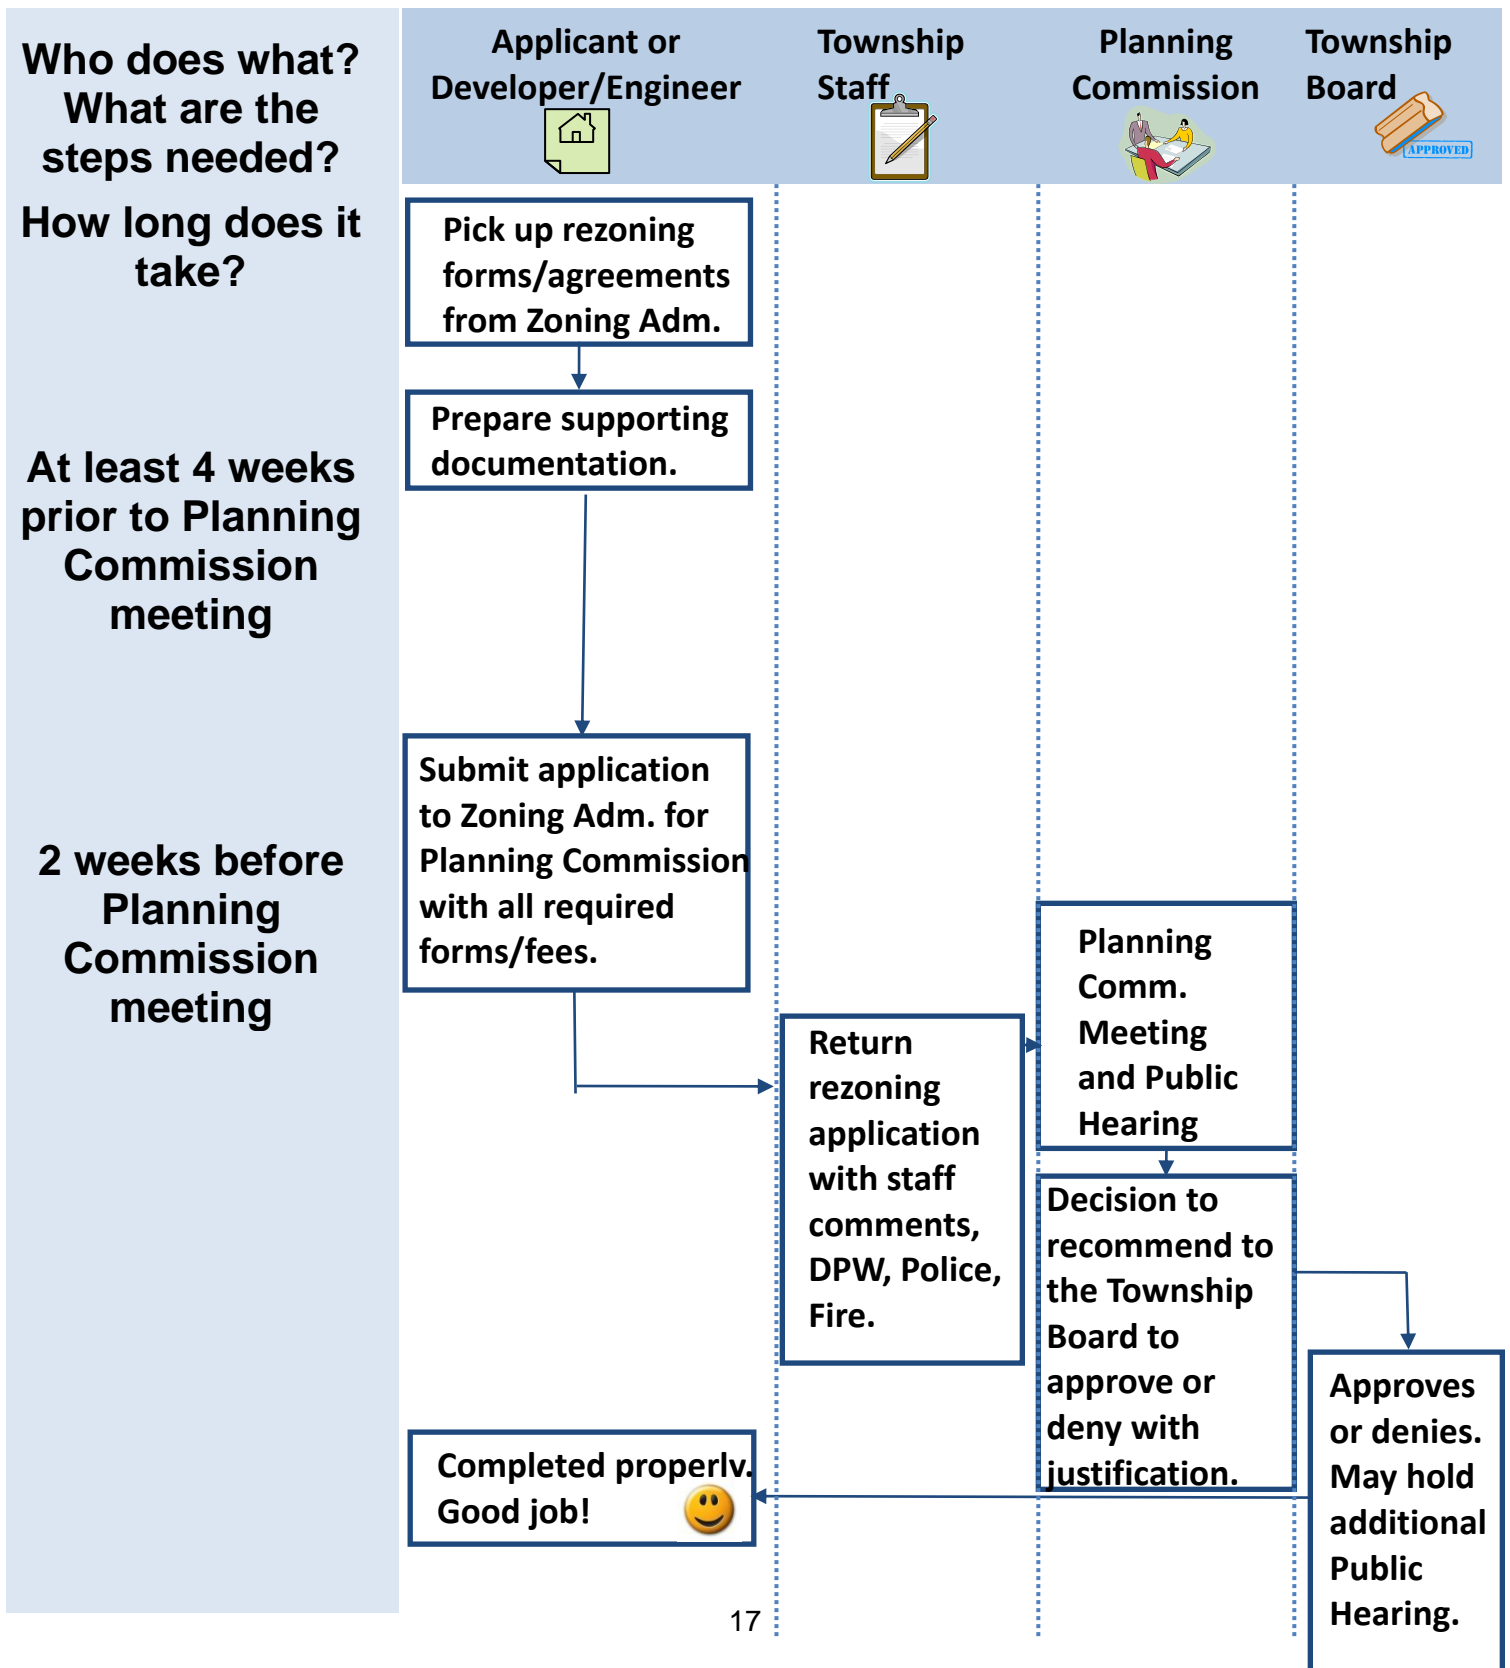 Who does what?
What are the
steps needed?
How long does it
take?
At least 4 weeks
prior to Planning
Commission
meeting
2 weeks before
Planning
Commission
meeting
Applicant or
Developer/Engineer
Township
Staff
Planning
Commission
Township
Board
APPROVED
Pick up rezoning
forms/agreements
from Zoning Adm.
Prepare supporting
documentation.
Submit application
to Zoning Adm. for
Planning Commission
with all required
forms/fees.
Return
rezoning
application
with staff
comments,
DPW, Police,
Fire.
Planning
Comm.
Meeting
and Public
Hearing
Decision to
recommend to
the Township
Board to
approve or
deny with
justification.
Approves
or denies.
May hold
additional
Public
Hearing.
Completed properly.
Good job!
17